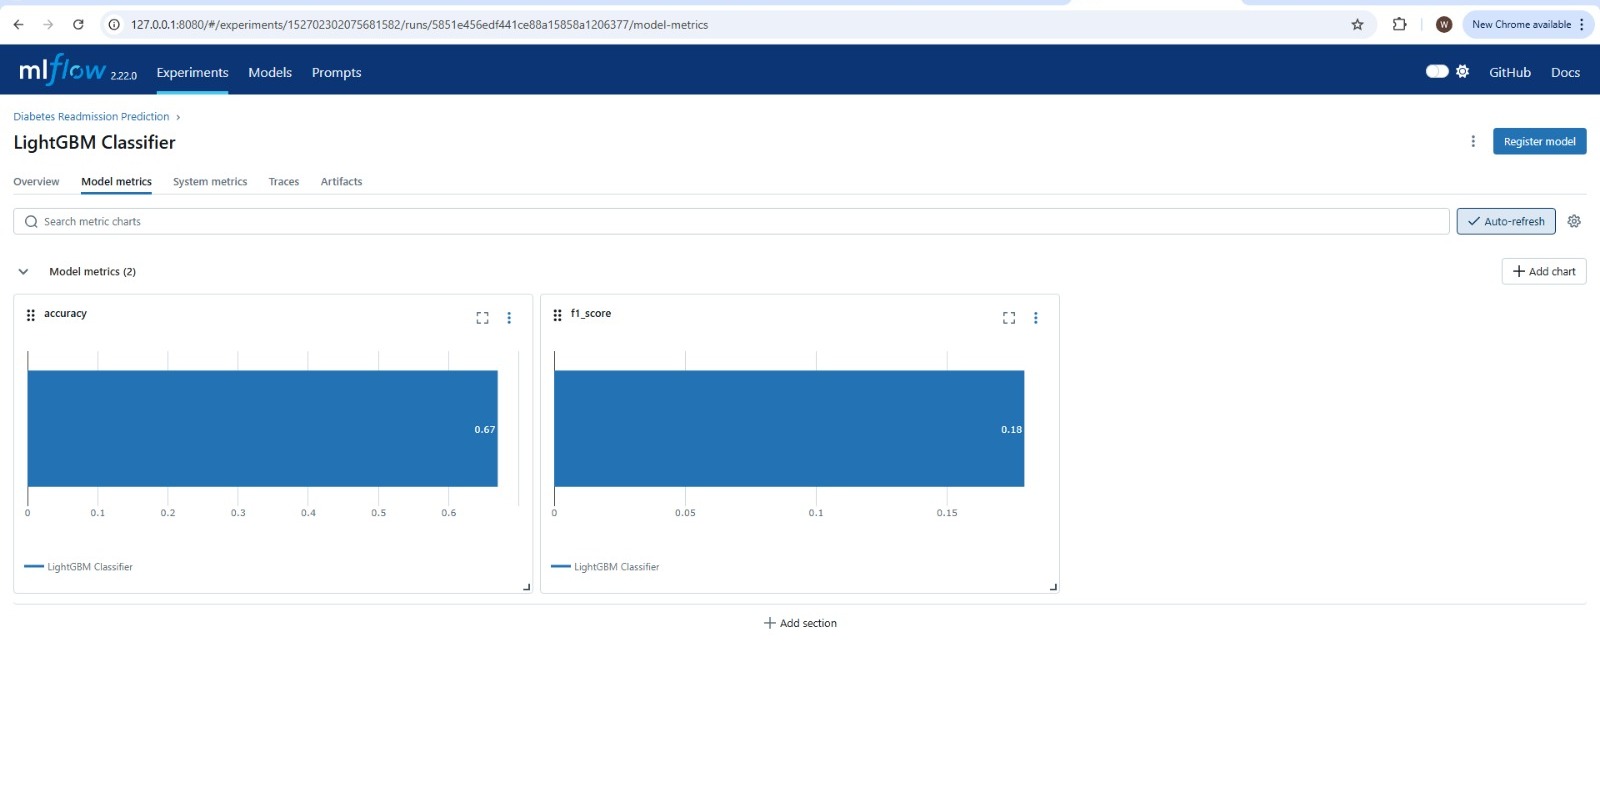 127.0.0.1:8080/#/experiments/152702302075681582/runs/5851e456edf441ce88a15858a1206377/model-metrics
W
New Chrome available
mlflow 2.22.0
Experiments
Models
Prompts
GitHub
Docs
Diabetes Readmission Prediction ›
LightGBM Classifier
Register model
Overview
Model metrics
System metrics
Traces
Artifacts
Search metric charts
Auto-refresh
Model metrics (2)
Add chart
accuracy
0.67
0 0.1 0.2 0.3 0.4 0.5 0.6
LightGBM Classifier
f1_score
0.18
0 0.05 0.1 0.15
LightGBM Classifier
Add section